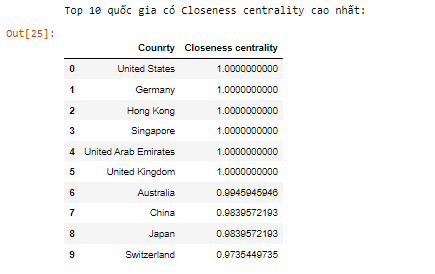 Top 10 quốc gia có Closeness centrality cao nhất:
Out[25]:
Counrty Closeness centrality
0 United States 1.0000000000
1 Germany 1.0000000000
2 Hong Kong 1.0000000000
3 Singapore 1.0000000000
4 United Arab Emirates 1.0000000000
5 United Kingdom 1.0000000000
6 Australia 0.9945945946
7 China 0.9839572193
8 Japan 0.9839572193
9 Switzerland 0.9735449735